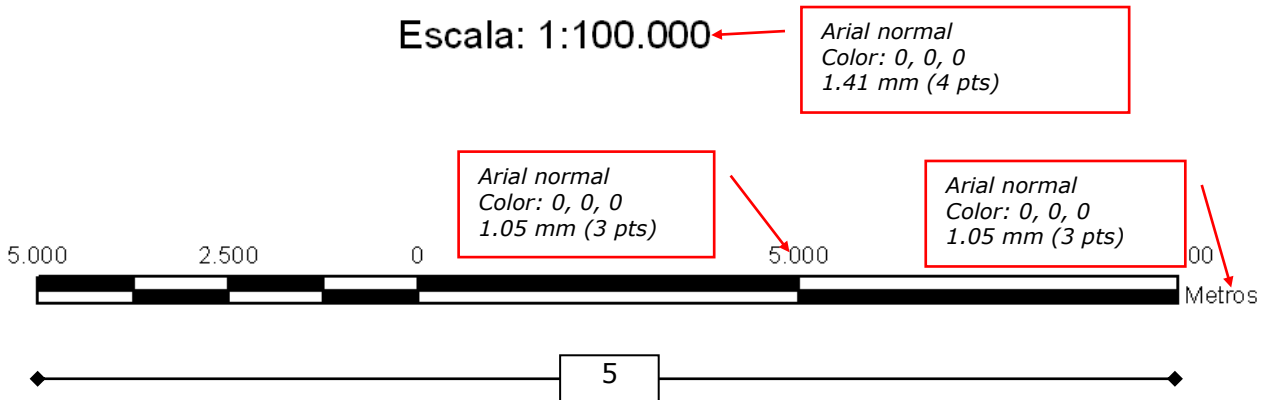 Escala: 1:100.000
Arial normal
Color: 0, 0, 0
1.41 mm (4 pts)
Arial normal
Color: 0, 0, 0
1.05 mm (3 pts)
Arial normal
Color: 0, 0, 0
1.05 mm (3 pts)
5.000 2.500 0 5.000 00
Metros
5